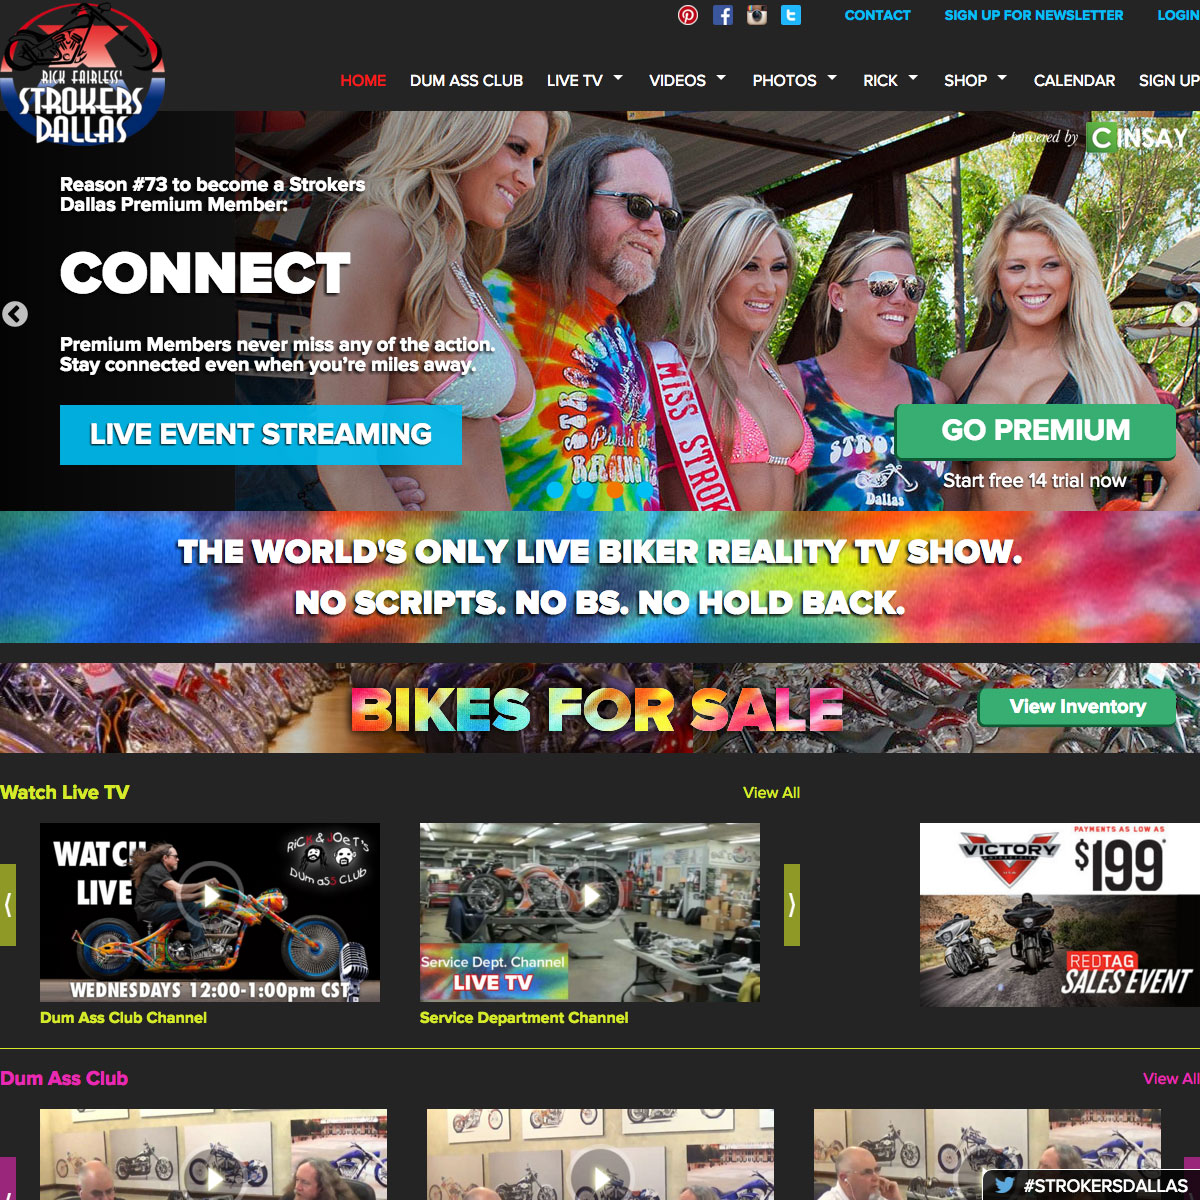 CONTACT SIGN UP FOR NEWSLETTER LOGIN
RICK FAIRLESS'
STROKERS
DALLAS
HOME DUM ASS CLUB LIVE TV VIDEOS PHOTOS RICK SHOP CALENDAR SIGN UP
powered by CINSAY
Reason #73 to become a Strokers
Dallas Premium Member:
CONNECT
Premium Members never miss any of the action.
Stay connected even when you're miles away.
LIVE EVENT STREAMING
MISS STROK
STRO
Dallas
GO PREMIUM
Start free 14 trial now
THE WORLD'S ONLY LIVE BIKER REALITY TV SHOW.
NO SCRIPTS. NO BS. NO HOLD BACK.
BIKES FOR SALE
View Inventory
Watch Live TV
View All
WATCH
LIVE
RICK & JOE T'S
DUM ASS CLUB
WEDNESDAYS 12:00-1:00pm CST
Dum Ass Club Channel
Service Dept. Channel
LIVE TV
Service Department Channel
PAYMENTS AS LOW AS
VICTORY
MOTORCYCLES
$199*
REDTAG
SALES EVENT
Dum Ass Club
View All
#STROKERSDALLAS